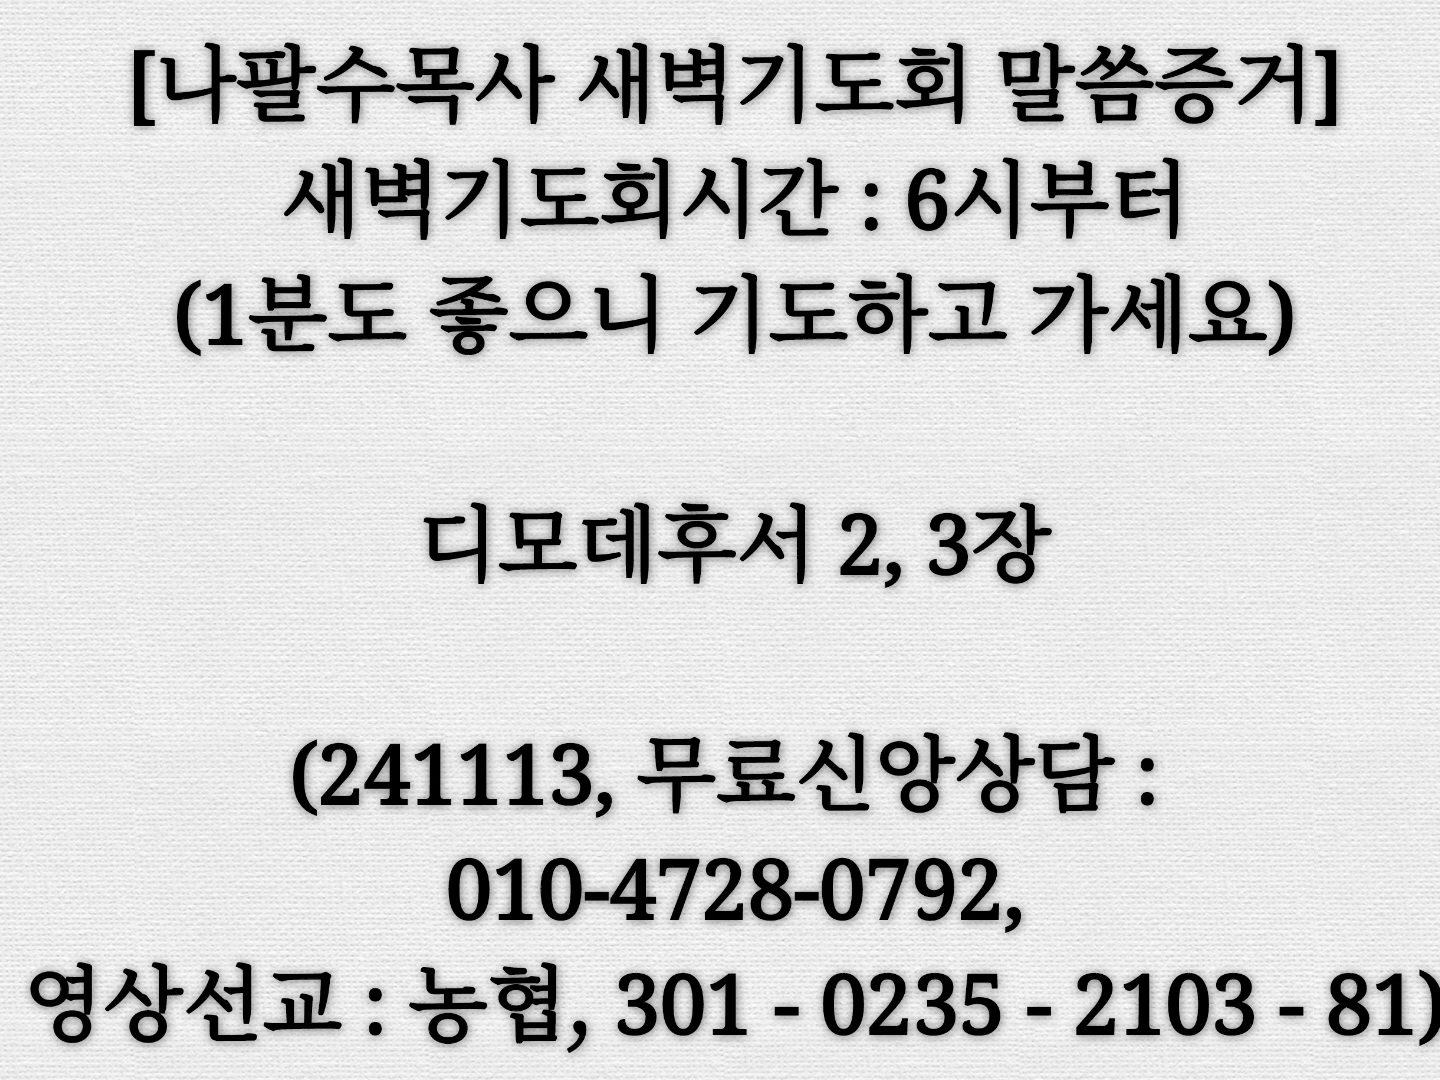 [나팔수목사 새벽기도회 말씀증거]
새벽기도회시간 : 6시부터
(1분도 좋으니 기도하고 가세요)
디모데후서 2, 3장
(241113, 무료신앙상담 :
010-4728-0792,
영상선교 : 농협, 301 - 0235 - 2103 - 81)